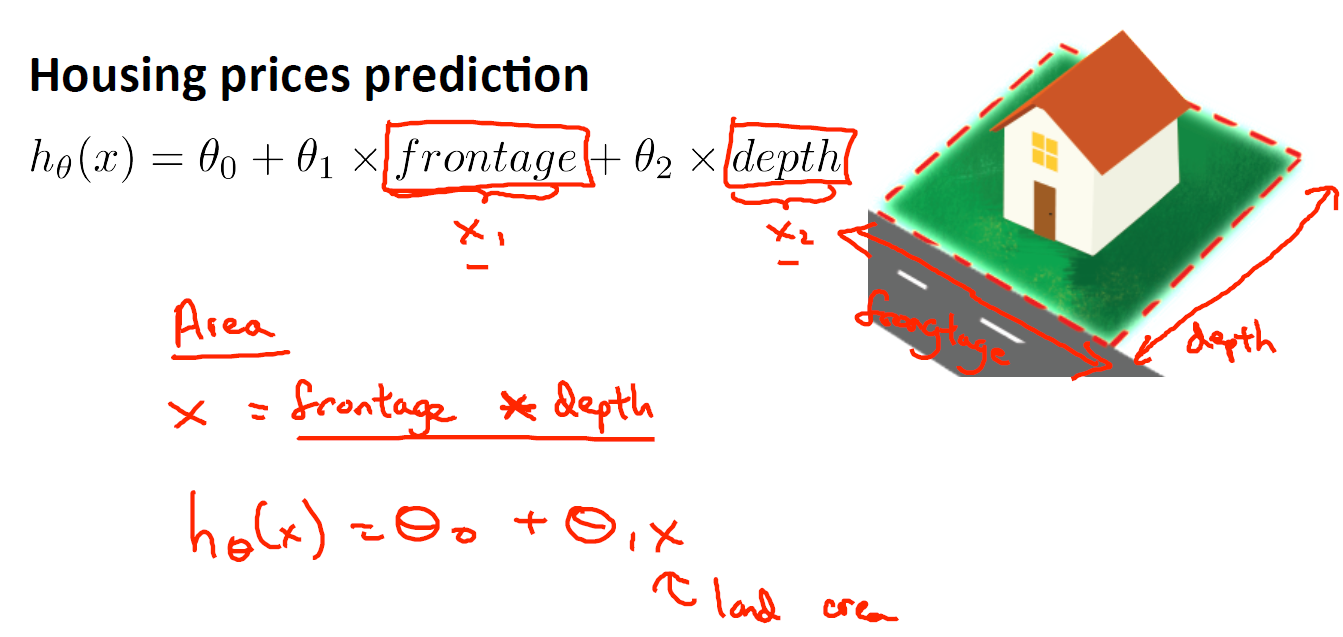 Housing prices prediction
hθ(x) = θ0 + θ1 × frontage + θ2 × depth
x1 x2
frongtage
depth
Area
x = frontage * depth
hθ(x) = θ0 + θ1x
land area